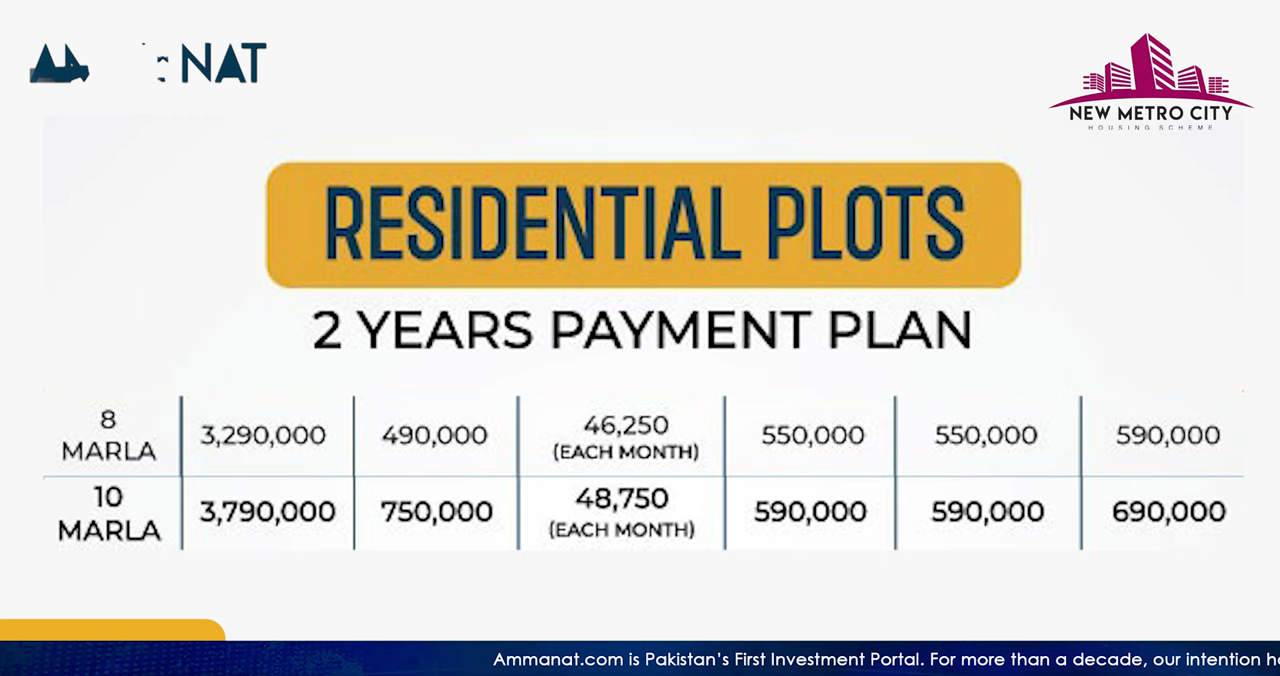 NAT
NEW METRO CITY
HOUSING SCHEME
RESIDENTIAL PLOTS
2 YEARS PAYMENT PLAN
8 MARLA 3,290,000 490,000 46,250 (EACH MONTH) 550,000 550,000 590,000
10 MARLA 3,790,000 750,000 48,750 (EACH MONTH) 590,000 590,000 690,000
Ammanat.com is Pakistan's First Investment Portal. For more than a decade, our intention